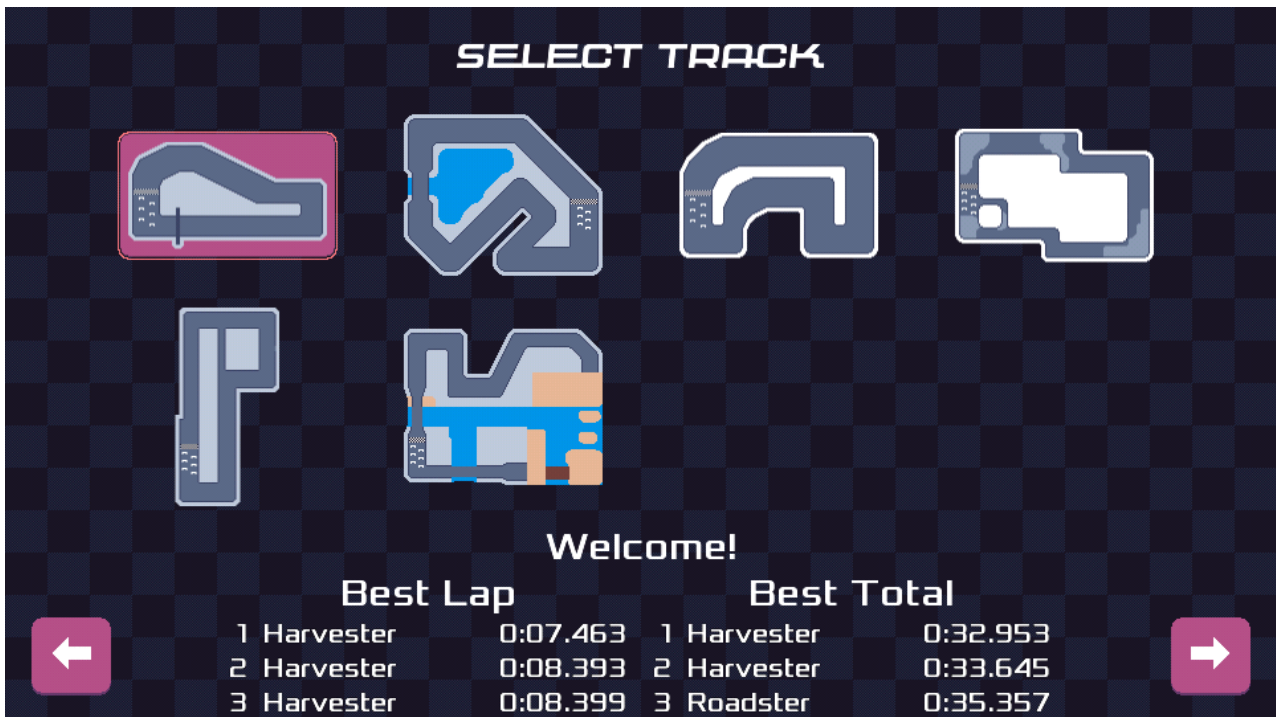 SELECT TRACK
Welcome!
Best Lap Best Total
1 Harvester 0:07.463 1 Harvester 0:32.953
2 Harvester 0:08.393 2 Harvester 0:33.645
3 Harvester 0:08.399 3 Roadster 0:35.357